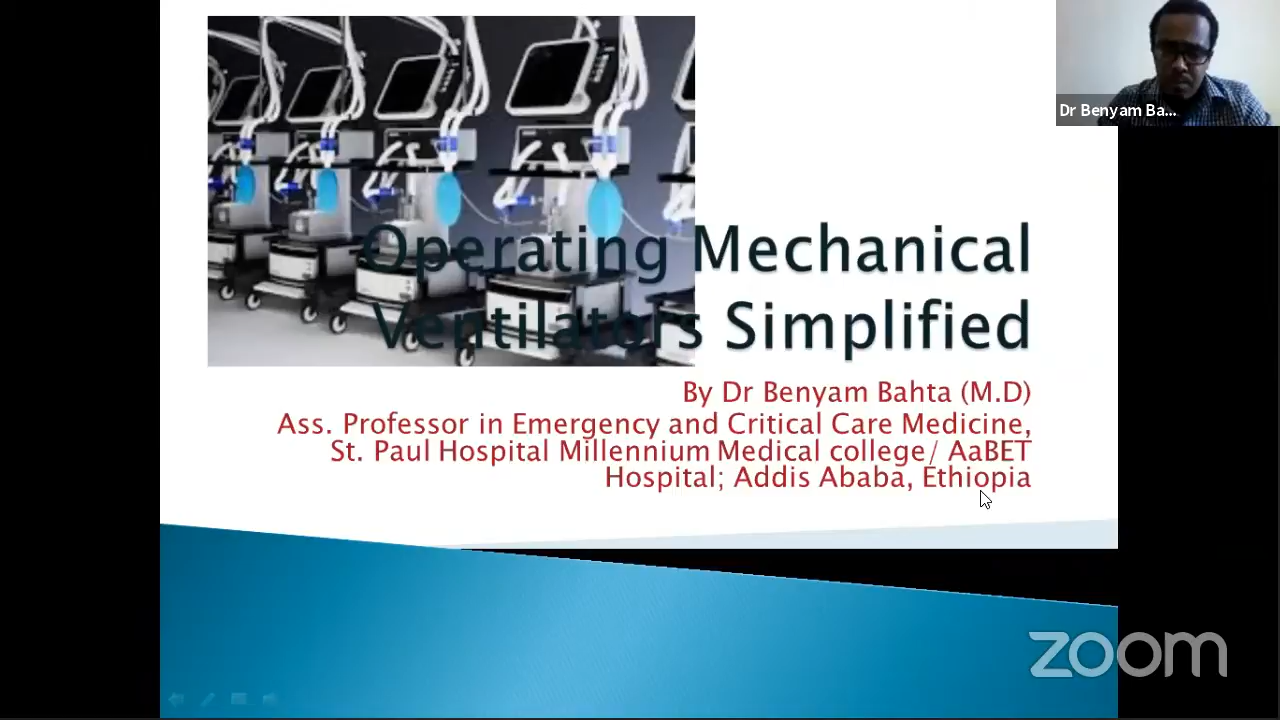 Dr Benyam Ba...
Operating Mechanical
Ventilators Simplified
By Dr Benyam Bahta (M.D)
Ass. Professor in Emergency and Critical Care Medicine,
St. Paul Hospital Millennium Medical college/ AaBET
Hospital; Addis Ababa, Ethiopia
zoom